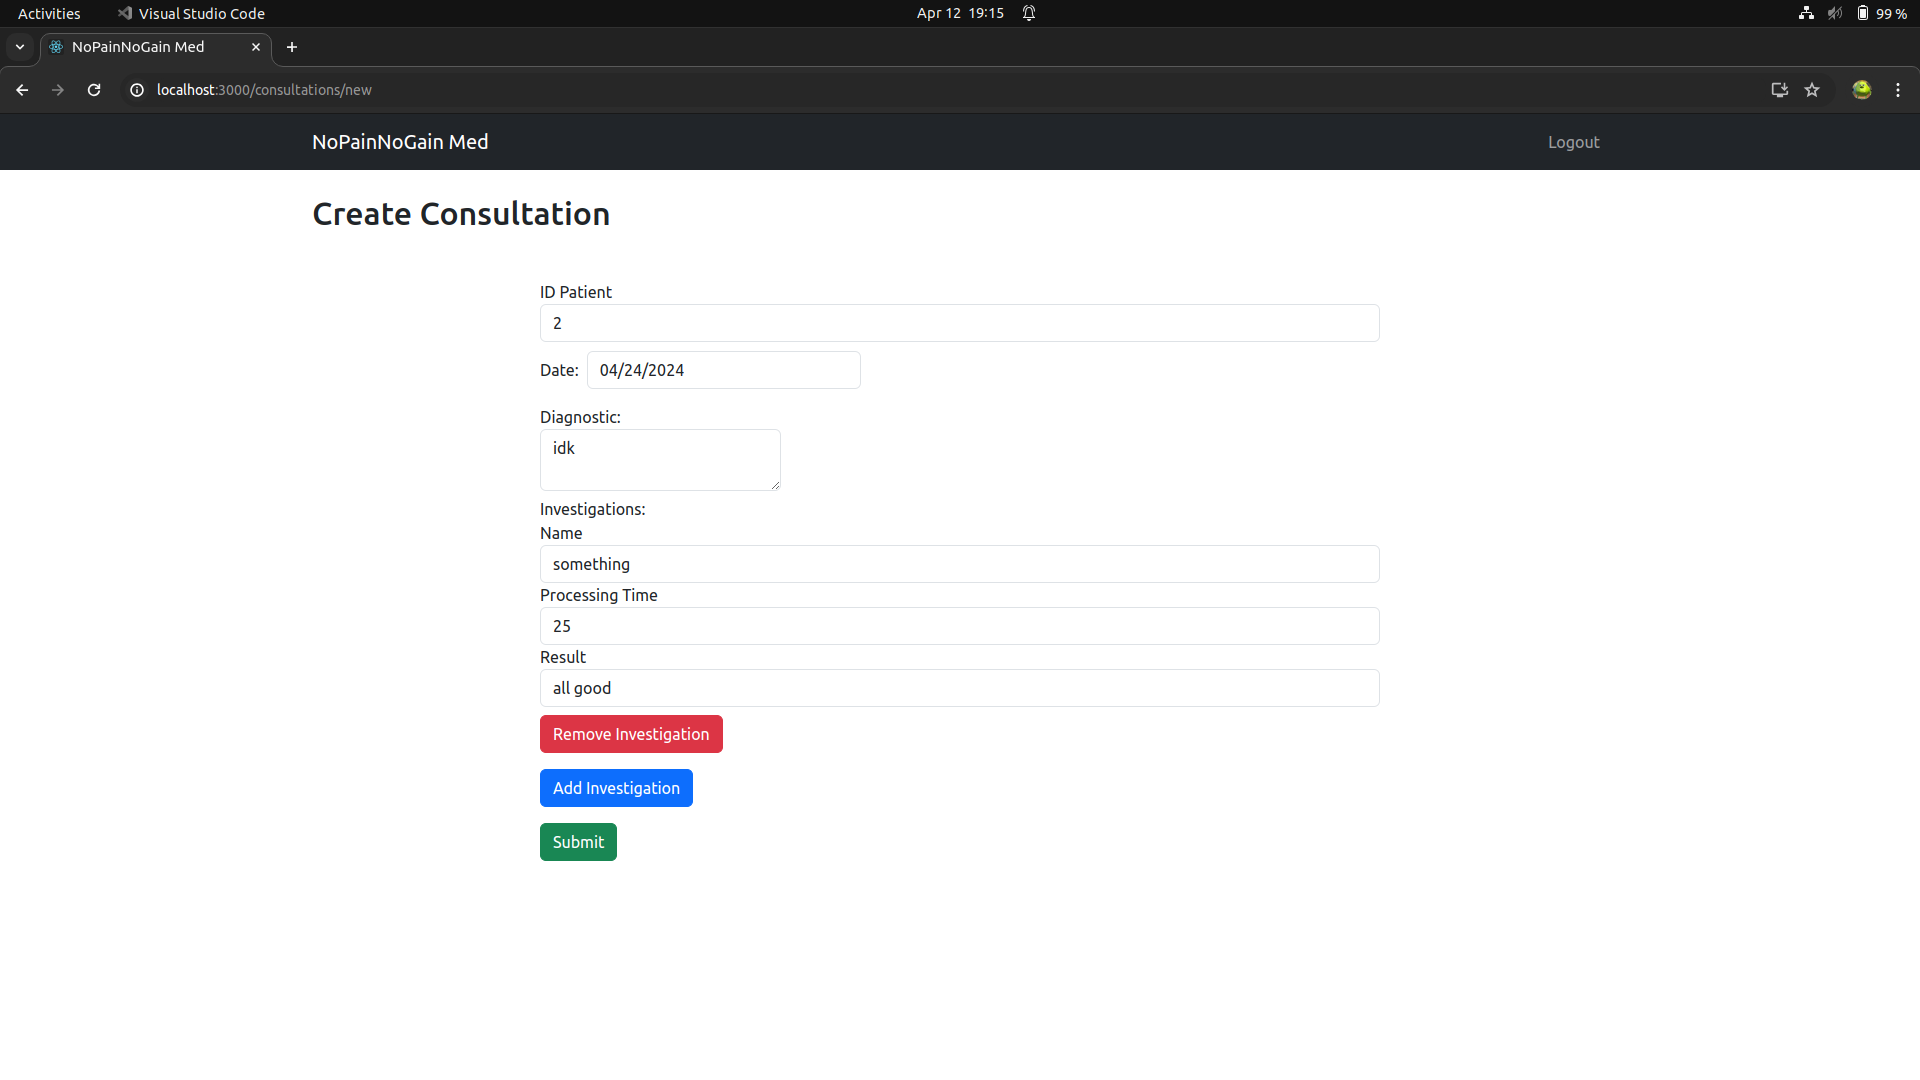 Activities Visual Studio Code Apr 12 19:15 99 %
NoPainNoGain Med
localhost:3000/consultations/new
NoPainNoGain Med Logout
Create Consultation
ID Patient
2
Date: 04/24/2024
Diagnostic:
idk
Investigations:
Name
something
Processing Time
25
Result
all good
Remove Investigation
Add Investigation
Submit